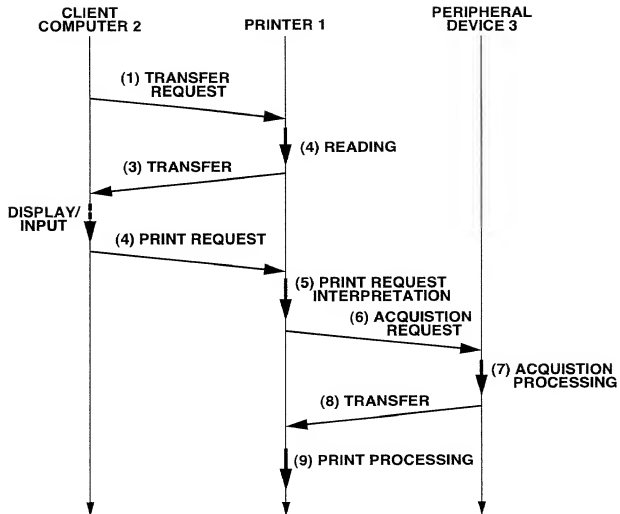 CLIENT
COMPUTER 2
PRINTER 1
PERIPHERAL
DEVICE 3
(1) TRANSFER
REQUEST
(4) READING
(3) TRANSFER
DISPLAY/
INPUT
(4) PRINT REQUEST
(5) PRINT REQUEST
INTERPRETATION
(6) ACQUISTION
REQUEST
(7) ACQUISTION
PROCESSING
(8) TRANSFER
(9) PRINT PROCESSING